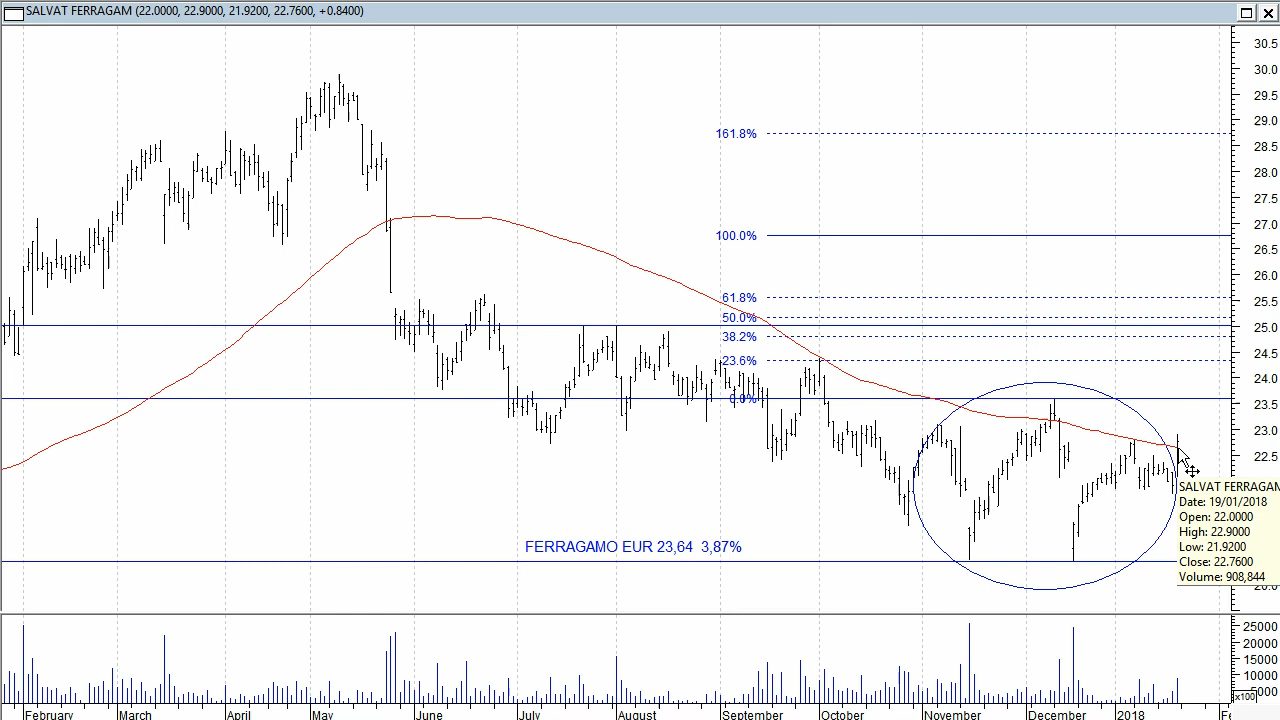 SALVAT FERRAGAM (22.0000, 22.9000, 21.9200, 22.7600, +0.8400)
30.5
30.0
29.5
29.0
161.8%
28.5
28.0
27.5
27.0
100.0%
26.5
26.0
61.8%
25.5
50.0%
25.0
38.2%
24.5
23.6%
24.0
0.0%
23.5
23.0
22.5
SALVAT FERRAGAM
Date: 19/01/2018
Open: 22.0000
High: 22.9000
Low: 21.9200
Close: 22.7600
Volume: 908,844
FERRAGAMO EUR 23,64 3,87%
20.0
25000
20000
15000
10000
5000
x100
February March April May June July August September October November December 2018 Fe